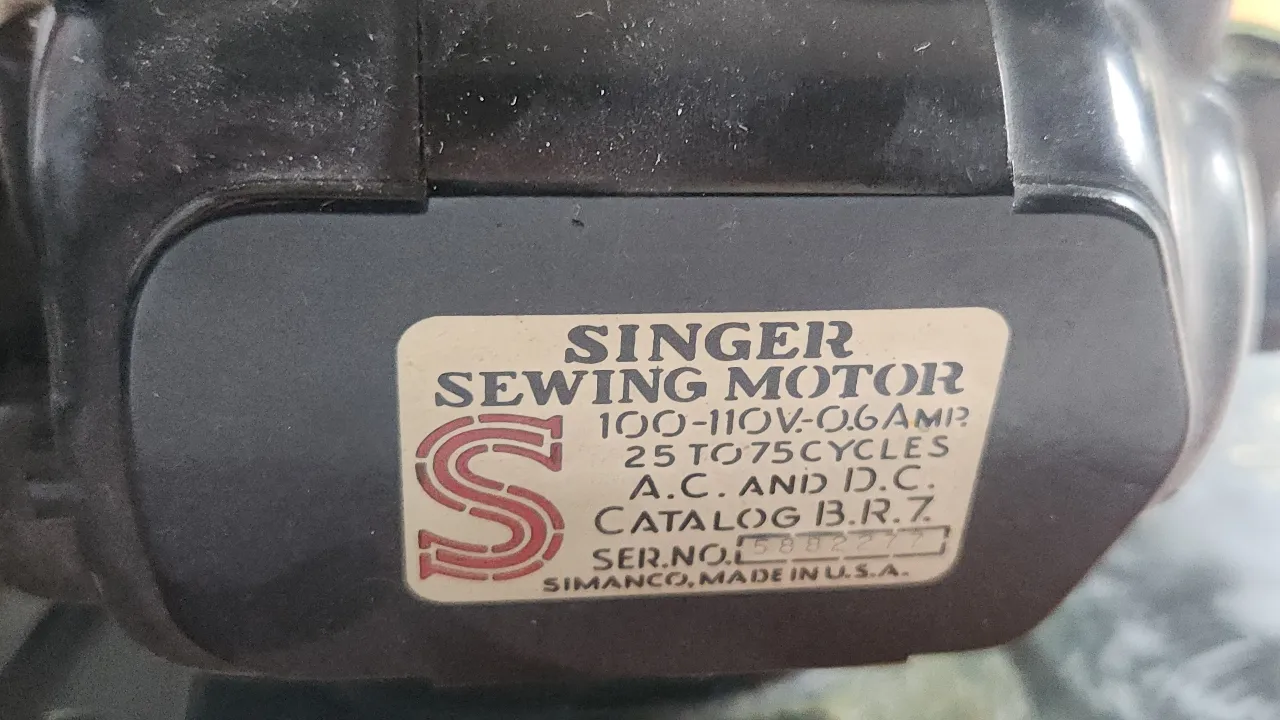 SINGER
SEWING MOTOR
S
100-110V.-0.6AMP.
25 TO 75 CYCLES
A.C. AND D.C.
CATALOG B.R.7.
SER.NO.
SIMANCO, MADE IN U.S.A.